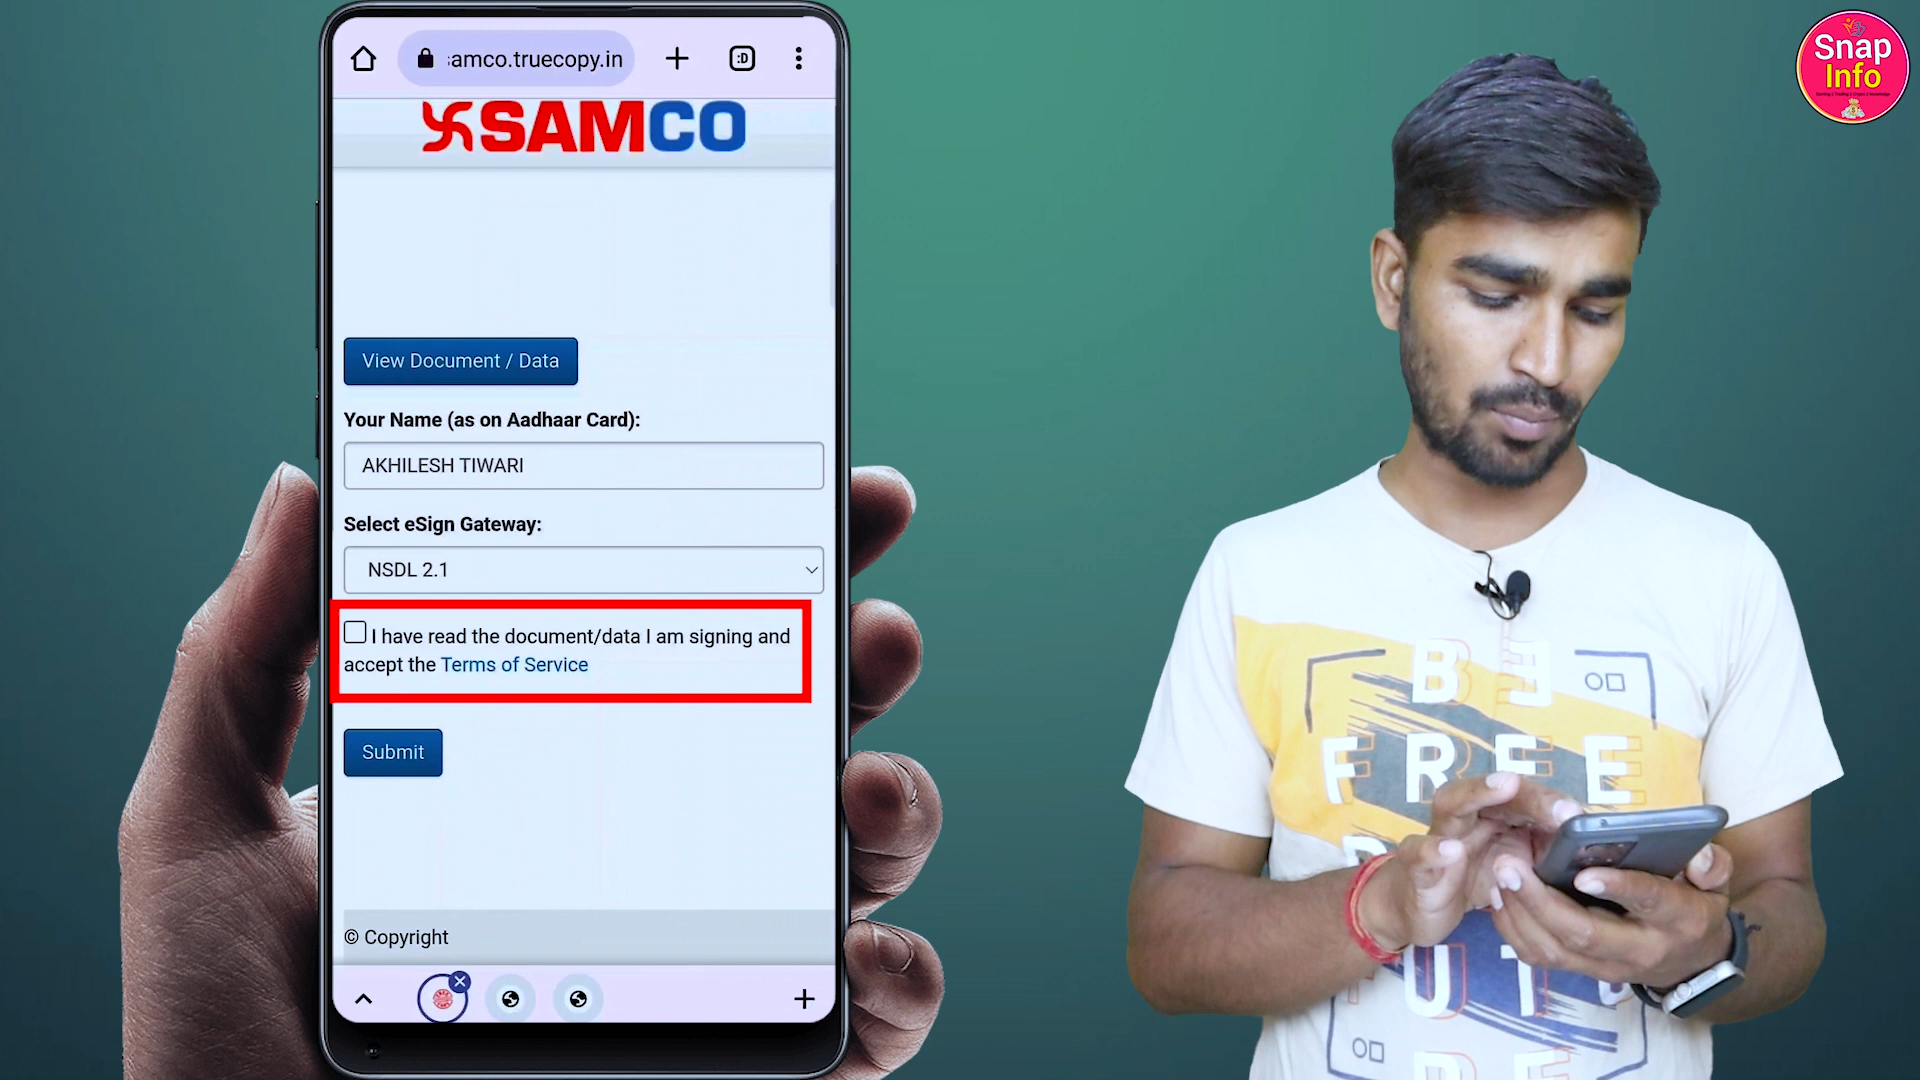 samco.truecopy.in
:D
SAMCO
View Document / Data
Your Name (as on Aadhaar Card):
AKHILESH TIWARI
Select eSign Gateway:
NSDL 2.1
I have read the document/data I am signing and
accept the Terms of Service
Submit
© Copyright
Snap
Info
BE
FREE